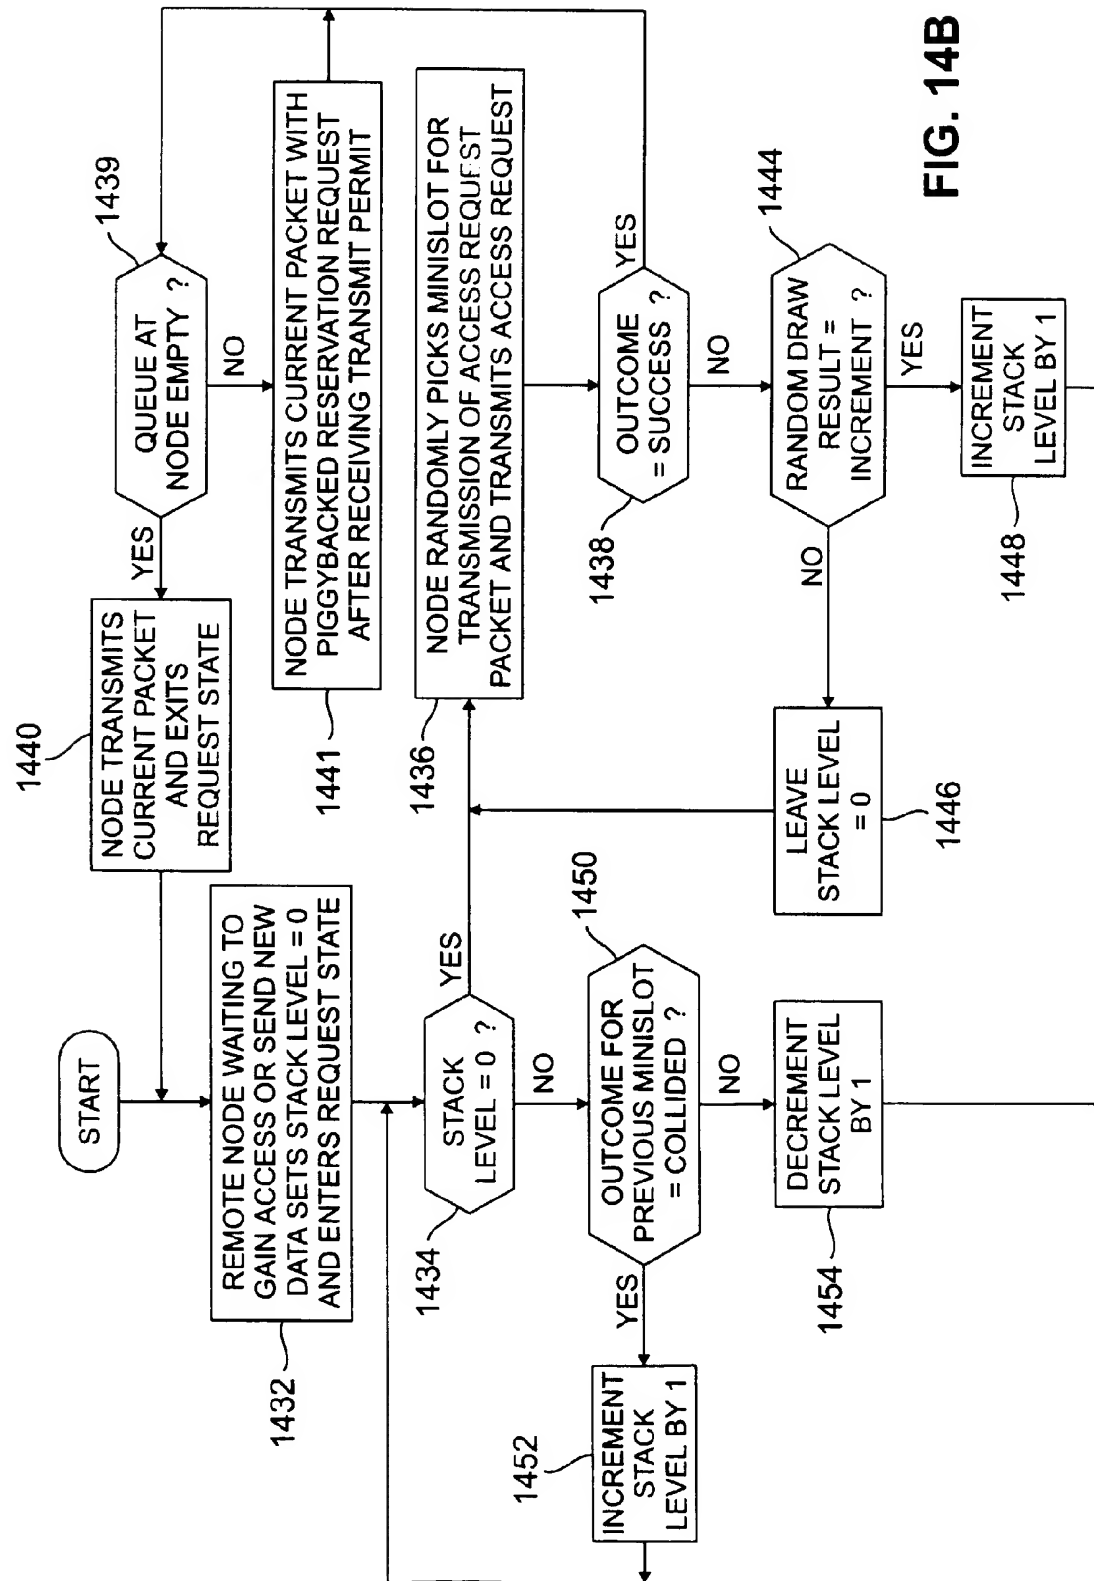 START
REMOTE NODE WAITING TO
GAIN ACCESS OR SEND NEW
DATA SETS STACK LEVEL = 0
AND ENTERS REQUEST STATE
1432
STACK
LEVEL = 0 ?
1434
YES
NO
OUTCOME FOR
PREVIOUS MINISLOT
= COLLIDED ?
1450
YES
NO
INCREMENT
STACK
LEVEL BY 1
1452
DECREMENT
STACK LEVEL
BY 1
1454
NODE TRANSMITS
CURRENT PACKET
AND EXITS
REQUEST STATE
1440
QUEUE AT
NODE EMPTY ?
1439
YES
NO
NODE TRANSMITS CURRENT PACKET WITH
PIGGYBACKED RESERVATION REQUEST
AFTER RECEIVING TRANSMIT PERMIT
1441
NODE RANDOMLY PICKS MINISLOT FOR
TRANSMISSION OF ACCESS REQUEST
PACKET AND TRANSMITS ACCESS REQUEST
1436
OUTCOME
= SUCCESS ?
1438
YES
NO
RANDOM DRAW
RESULT =
INCREMENT ?
1444
NO
YES
LEAVE
STACK LEVEL
= 0
1446
INCREMENT
STACK
LEVEL BY 1
1448
FIG. 14B